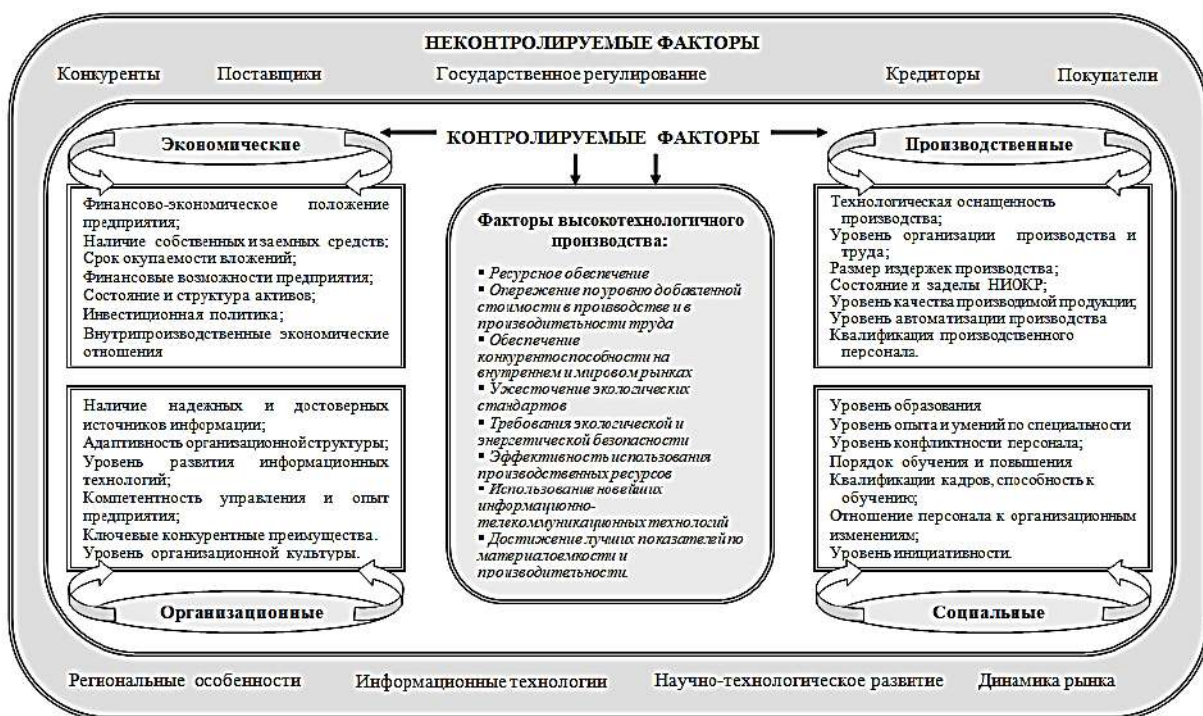 НЕКОНТРОЛИРУЕМЫЕ ФАКТОРЫ
Конкуренты Поставщики Государственное регулирование Кредиторы Покупатели
КОНТРОЛИРУЕМЫЕ ФАКТОРЫ
Экономические
Финансово-экономическое положение
предприятия;
Наличие собственных и заемных средств;
Срок окупаемости вложений;
Финансовые возможности предприятия;
Состояние и структура активов;
Инвестиционная политика;
Внутрипроизводственные экономические
отношения
Наличие надежных и достоверных
источников информации;
Адаптивность организационной структуры;
Уровень развития информационных
технологий;
Компетентность управления и опыт
предприятия;
Ключевые конкурентные преимущества.
Уровень организационной культуры.
Организационные
Факторы высокотехнологичного
производства:
▪ Ресурсное обеспечение
▪ Опережение по уровню добавленной
стоимости в производстве и в
производительности труда
▪ Обеспечение
конкурентоспособности на
внутреннем и мировом рынках
▪ Ужесточение экологических
стандартов
▪ Требования экологической и
энергетической безопасности
▪ Эффективность использования
производственных ресурсов
▪ Использование новейших
информационно-
телекоммуникационных технологий
▪ Достижение лучших показателей по
материалоемкости и
производительности.
Производственные
Технологическая оснащенность
производства;
Уровень организации производства и
труда;
Размер издержек производства;
Состояние и заделы НИОКР;
Уровень качества производимой продукции;
Уровень автоматизации производства
Квалификация производственного
персонала.
Уровень образования
Уровень опыта и умений по специальности
Уровень конфликтности персонала;
Порядок обучения и повышения
Квалификации кадров, способность к
обучению;
Отношение персонала к организационным
изменениям;
Уровень инициативности.
Социальные
Региональные особенности Информационные технологии Научно-технологическое развитие Динамика рынка